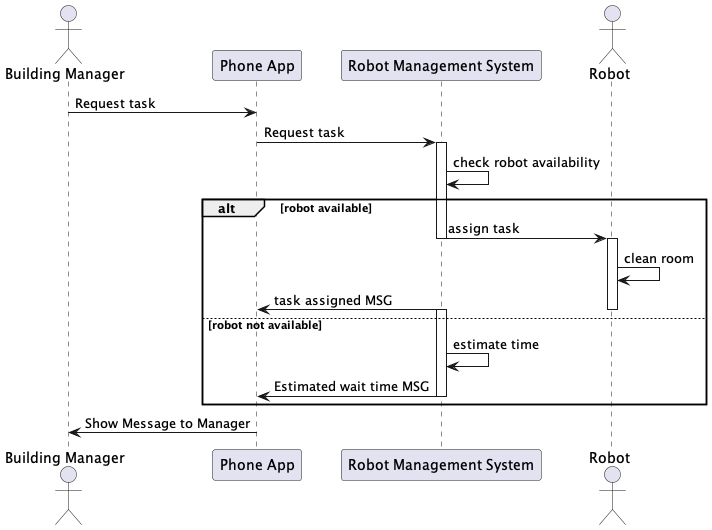 Building Manager
Phone App
Robot Management System
Robot
Request task
Request task
check robot availability
alt
[robot available]
assign task
clean room
task assigned MSG
[robot not available]
estimate time
Estimated wait time MSG
Show Message to Manager
Building Manager
Phone App
Robot Management System
Robot